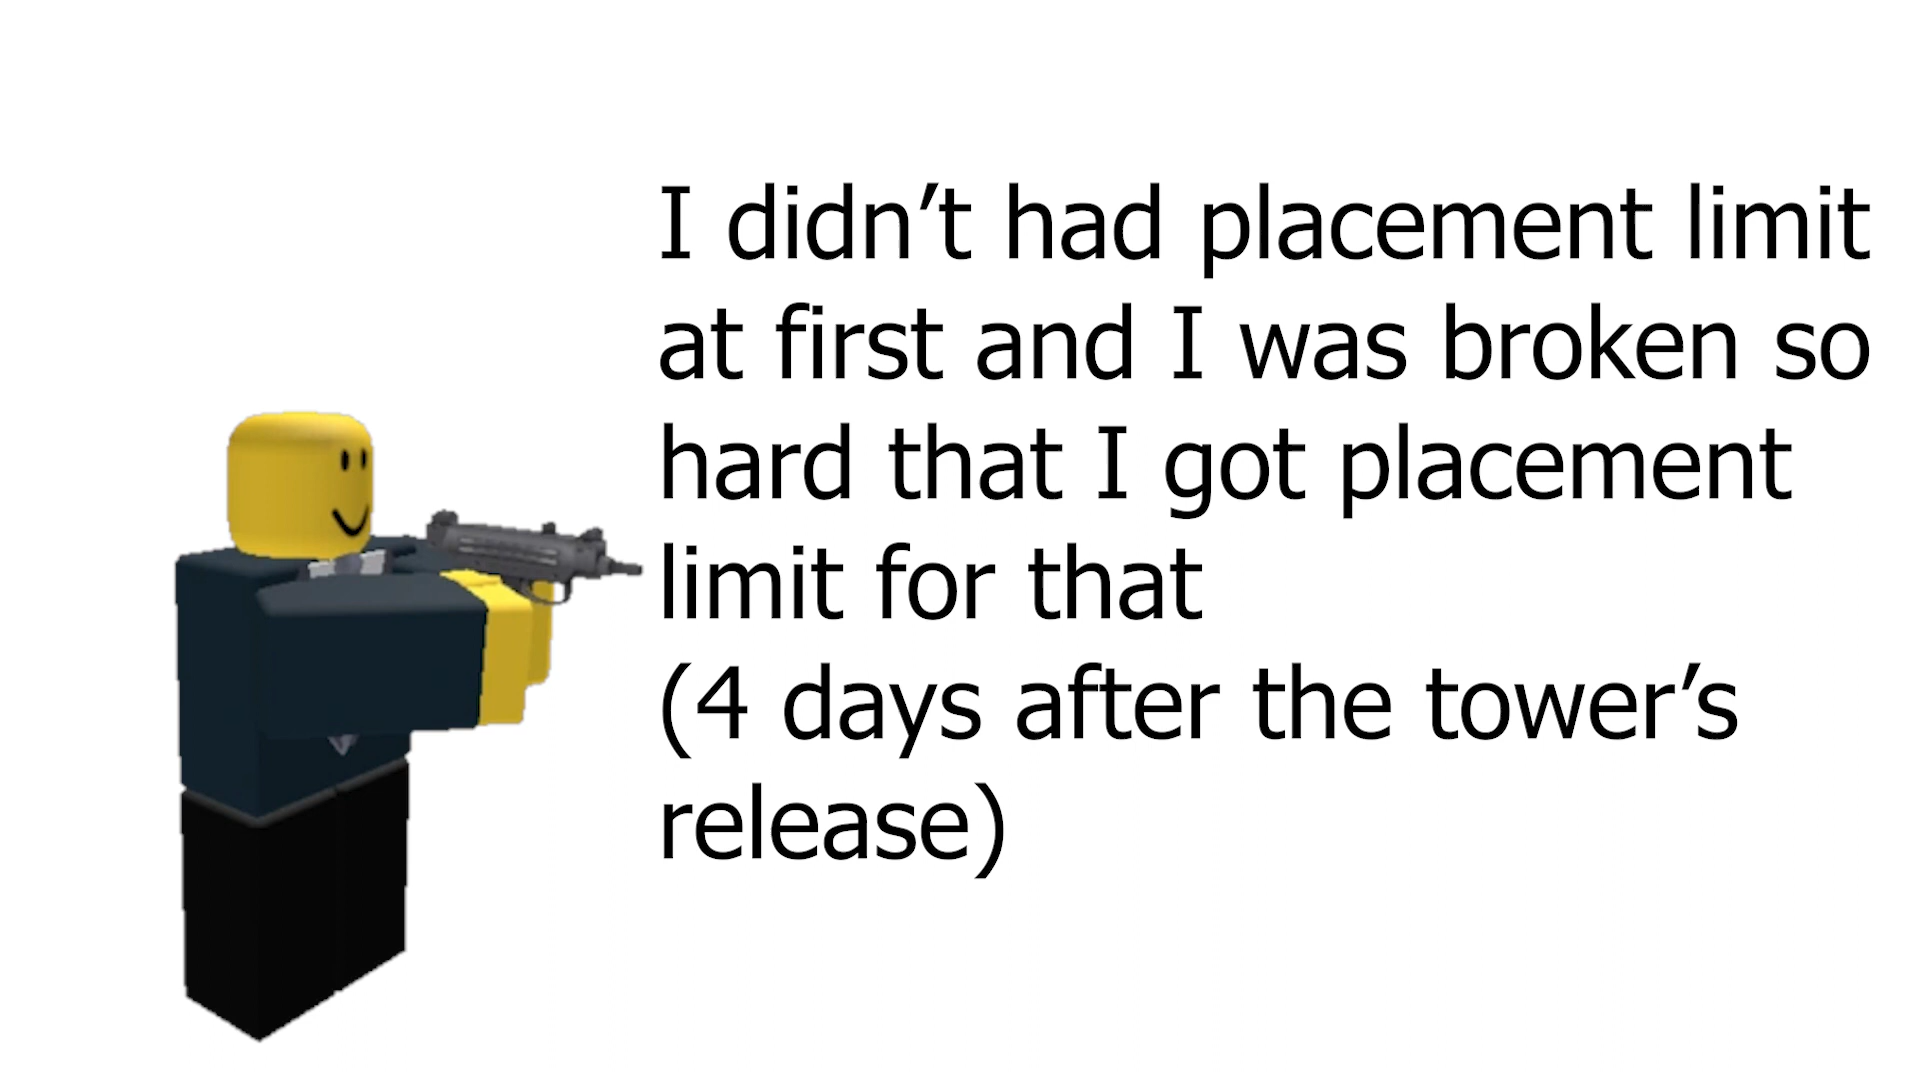 I didn’t had placement limit
at first and I was broken so
hard that I got placement
limit for that
(4 days after the tower’s
release)